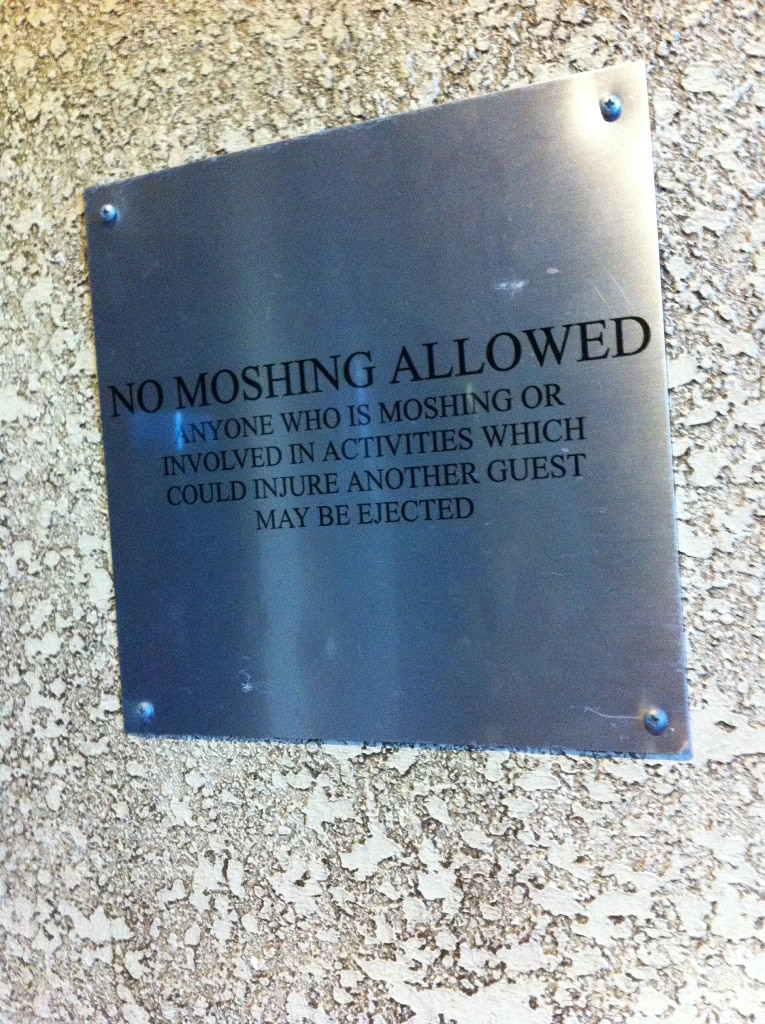 NO MOSHING ALLOWED
ANYONE WHO IS MOSHING OR
INVOLVED IN ACTIVITIES WHICH
COULD INJURE ANOTHER GUEST
MAY BE EJECTED